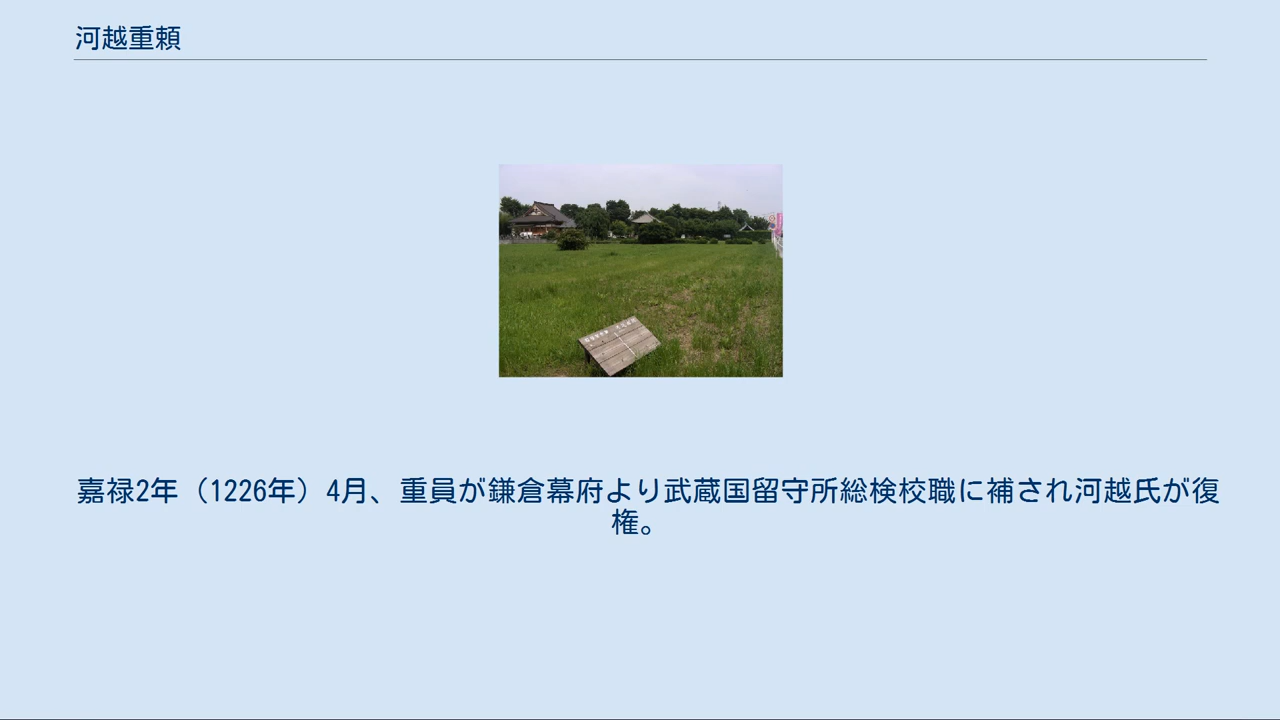 河越重頼
嘉禄2年（1226年）4月、重員が鎌倉幕府より武蔵国留守所総検校職に補され河越氏が復
権。